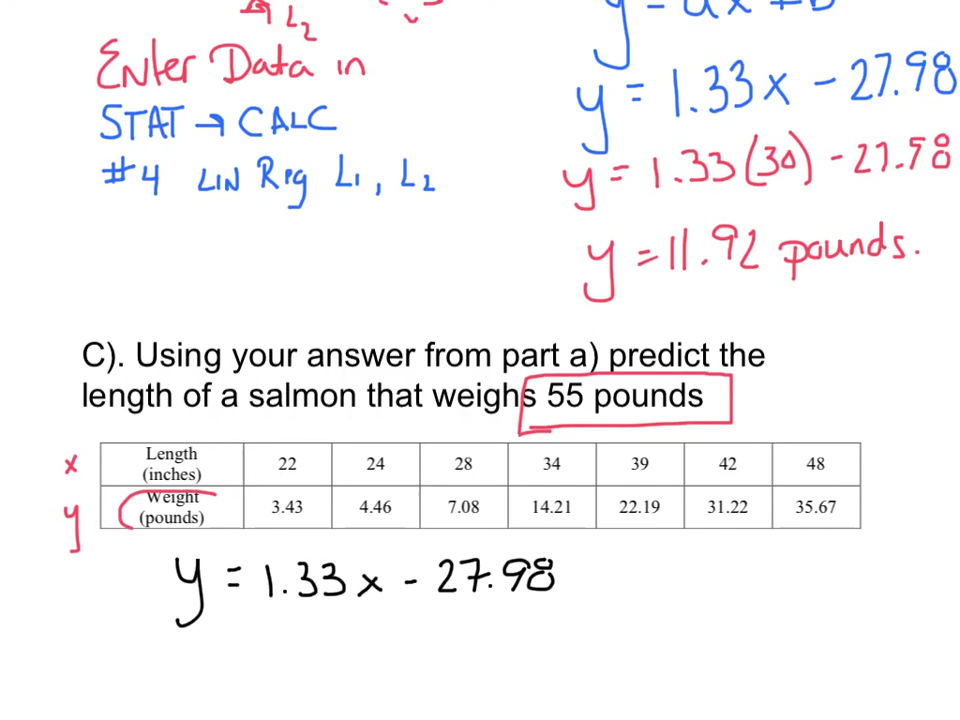 L2
y = ax + b
Enter Data in
y = 1.33x - 27.98
STAT → CALC
y = 1.33(30) - 27.98
#4 LIN Reg L1, L2
y = 11.92 pounds.
C). Using your answer from part a) predict the
length of a salmon that weighs 55 pounds
x Length (inches) 22 24 28 34 39 42 48
y Weight (pounds) 3.43 4.46 7.08 14.21 22.19 31.22 35.67
y = 1.33x - 27.98